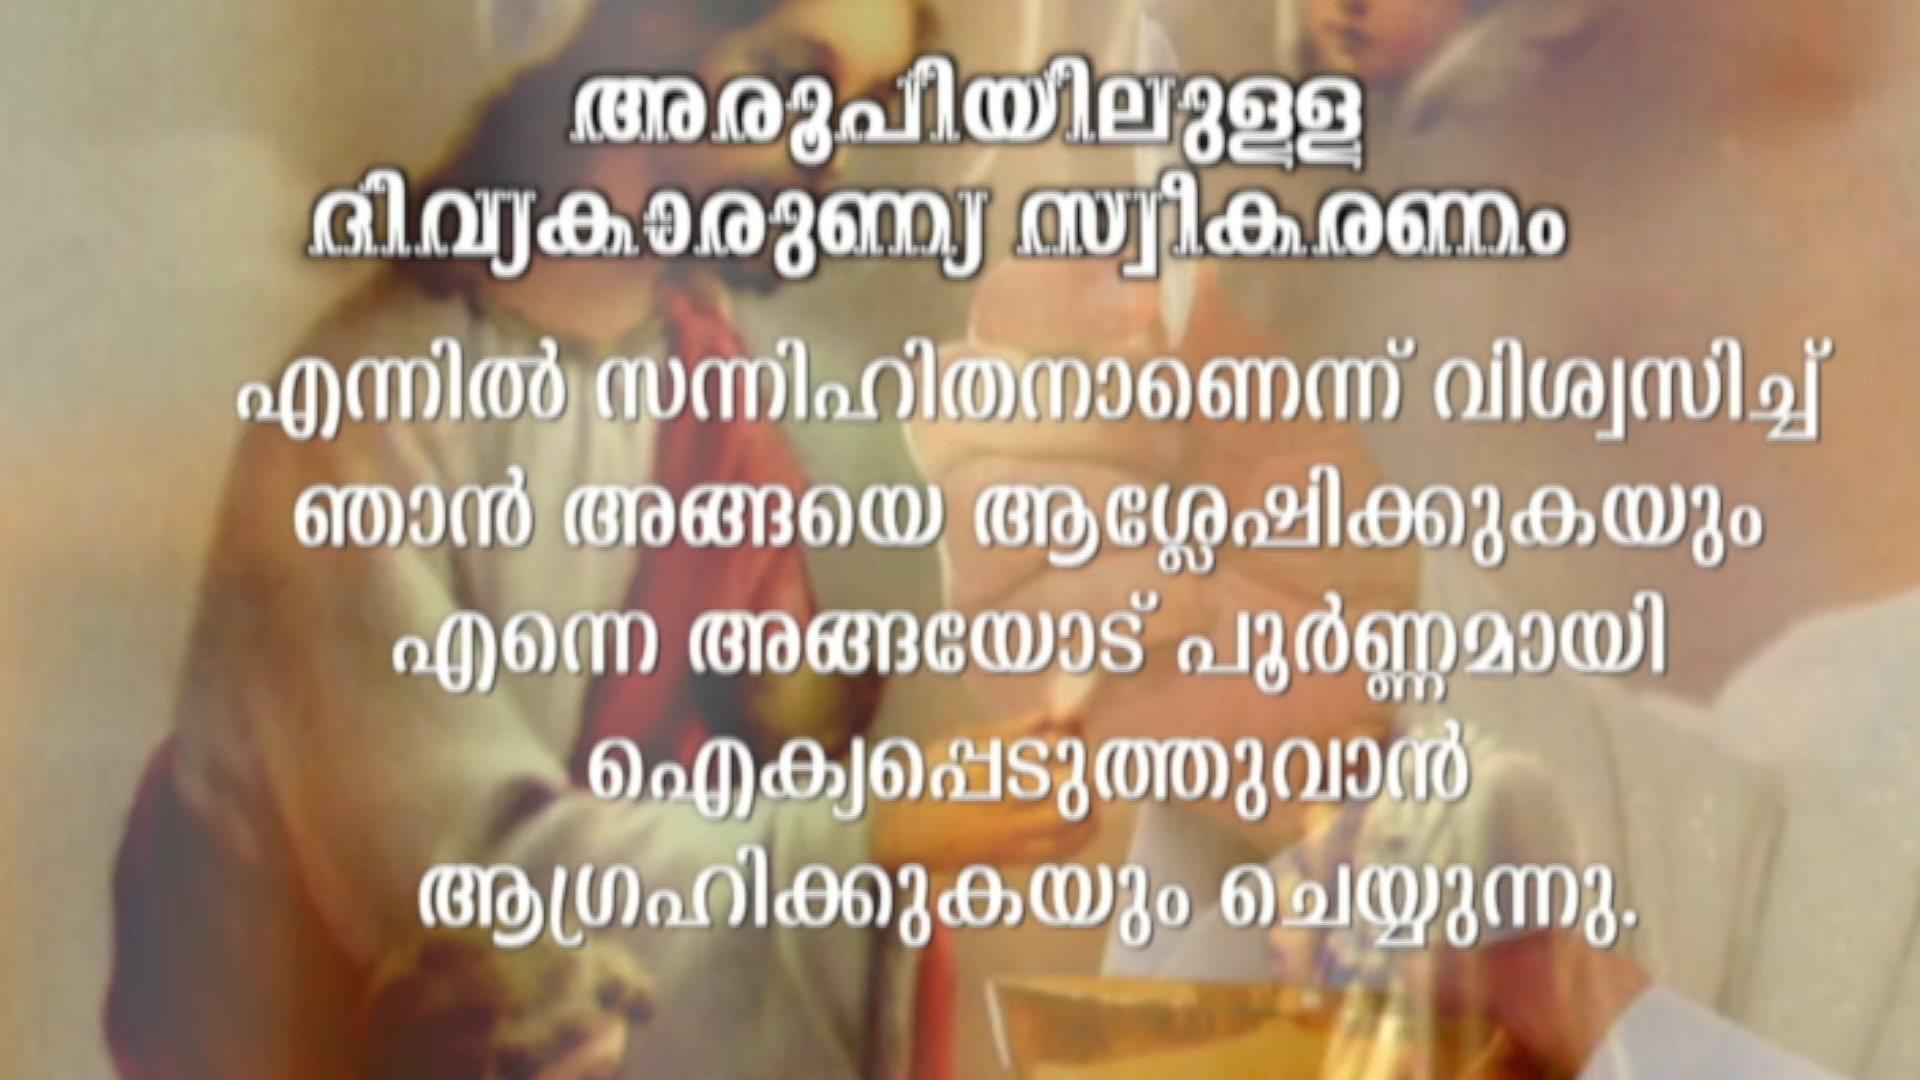 അരൂപിയിലുള്ള
ദിവ്യകാരുണ്യ സ്വീകരണം
എന്നിൽ സന്നിഹിതനാണെന്ന് വിശ്വസിച്ച്
ഞാൻ അങ്ങയെ ആശ്ലേഷിക്കുകയും
എന്നെ അങ്ങയോട് പൂർണ്ണമായി
ഐക്യപ്പെടുത്തുവാൻ
ആഗ്രഹിക്കുകയും ചെയ്യുന്നു.